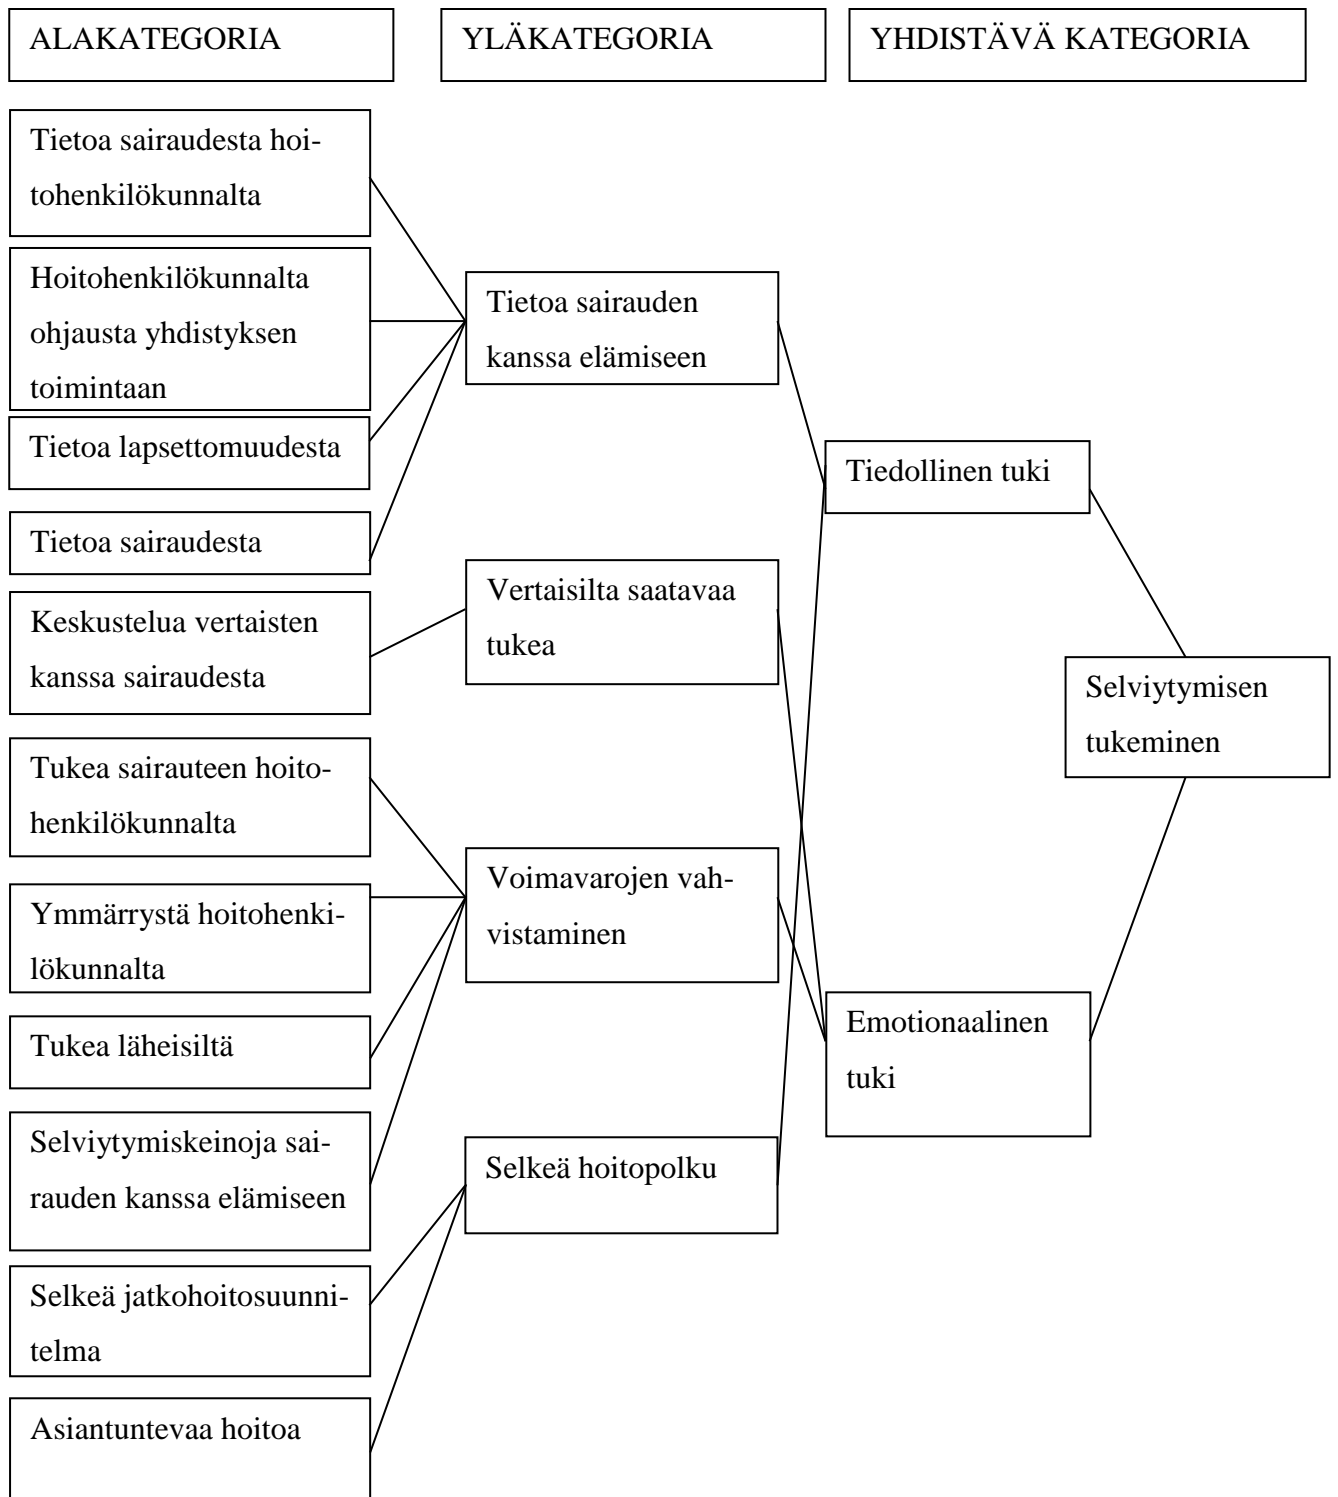 ALAKATEGORIA
YLÄKATEGORIA
YHDISTÄVÄ KATEGORIA
Tietoa sairaudesta hoi-
tohenkilökunnalta
Hoitohenkilökunnalta
ohjausta yhdistyksen
toimintaan
Tietoa lapsettomuudesta
Tietoa sairaudesta
Keskustelua vertaisten
kanssa sairaudesta
Tukea sairauteen hoito-
henkilökunnalta
Ymmärrystä hoitohenki-
lökunnalta
Tukea läheisiltä
Selviytymiskeinoja sai-
rauden kanssa elämiseen
Selkeä jatkohoitosuunni-
telma
Asiantuntevaa hoitoa
Tietoa sairauden
kanssa elämiseen
Vertaisilta saatavaa
tukea
Voimavarojen vah-
vistaminen
Selkeä hoitopolku
Tiedollinen tuki
Emotionaalinen
tuki
Selviytymisen
tukeminen